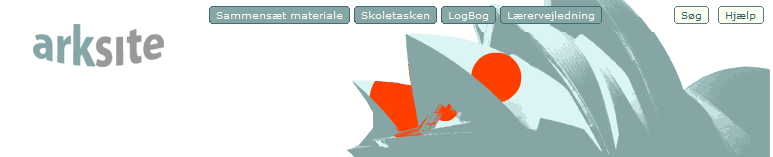 Sammensæt materiale Skoletasken LogBog Lærervejledning Søg Hjælp
arksite